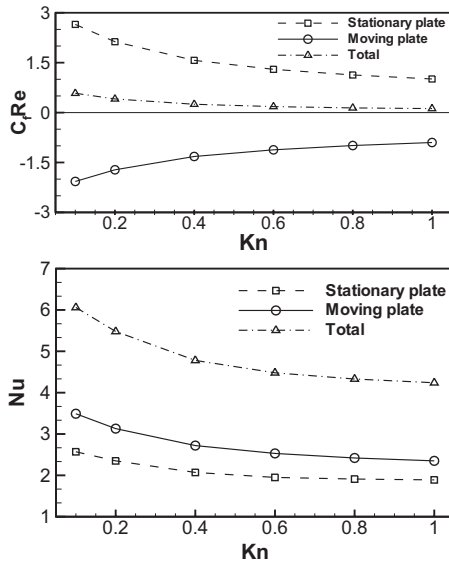 3
1.5
0
-1.5
-3
CfRe
Stationary plate
Moving plate
Total
0.2 0.4 0.6 0.8 1
Kn
7
6
5
4
3
2
1
Nu
Stationary plate
Moving plate
Total
0.2 0.4 0.6 0.8 1
Kn